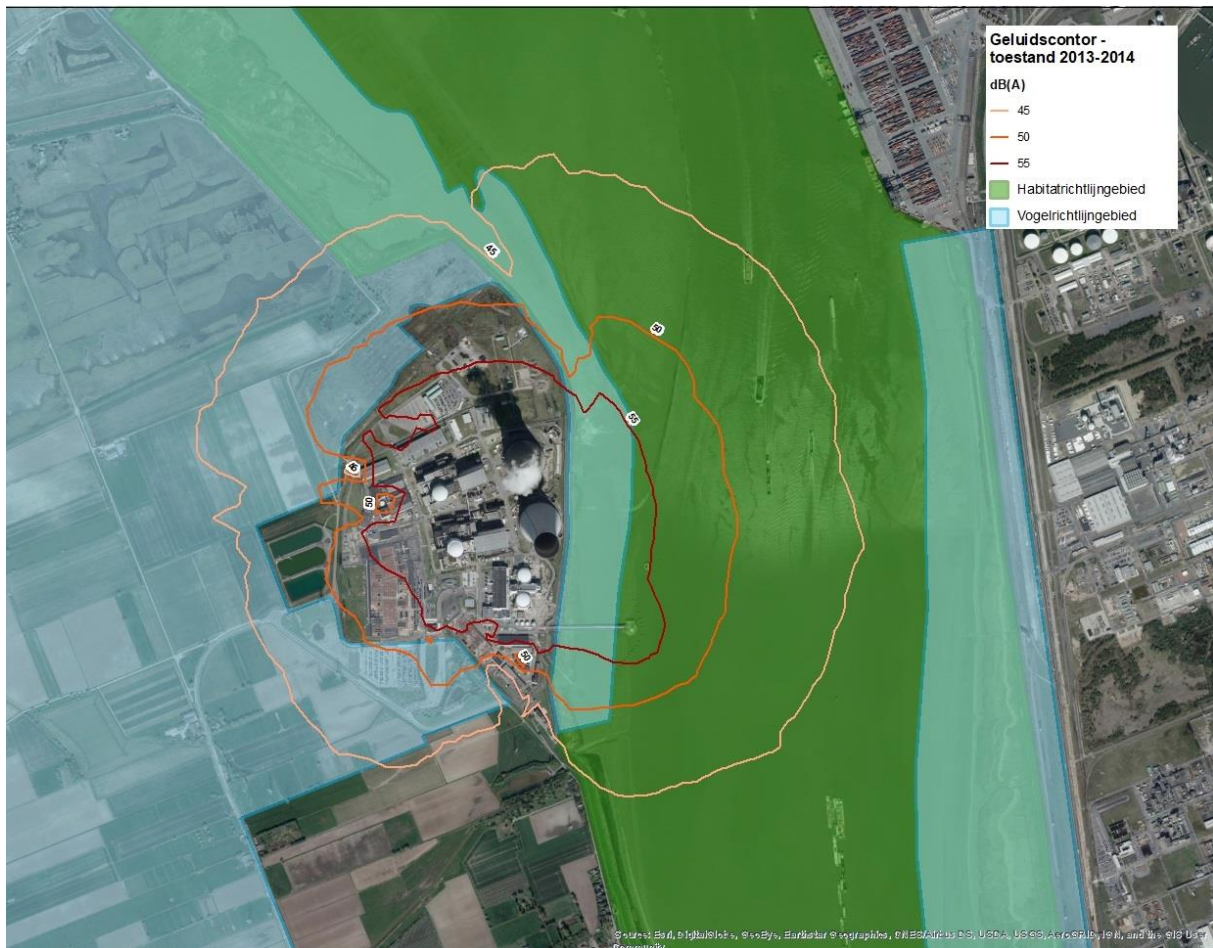 Geluidscontor -
toestand 2013-2014
dB(A)
45
50
55
Habitatrichtlijngebied
Vogelrichtlijngebied
45
50
55
50
50
Source: Esri, DigitalGlobe, GeoEye, Earthstar Geographics, CNES/Airbus DS, USDA, USGS, AeroGRID, IGN, and the GIS User
Community